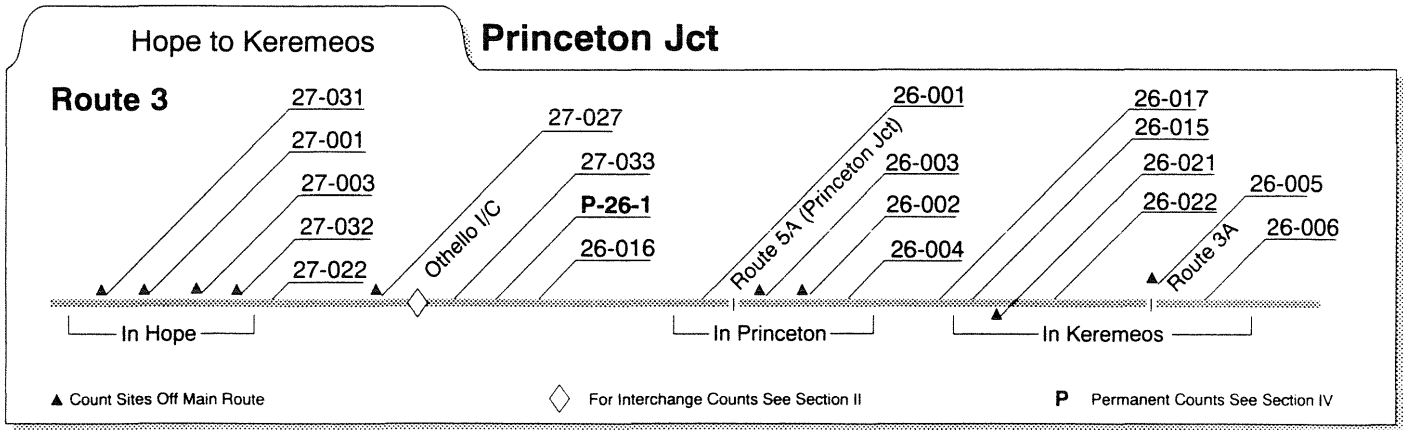 Hope to Keremeos
Princeton Jct
Route 3
27-031
27-001
27-003
27-032
27-022
27-027
Othello I/C
27-033
P-26-1
26-016
26-001
Route 5A (Princeton Jct)
26-003
26-002
26-004
26-017
26-015
26-021
26-022
26-005
Route 3A
26-006
In Hope
In Princeton
In Keremeos
Count Sites Off Main Route
For Interchange Counts See Section II
P Permanent Counts See Section IV